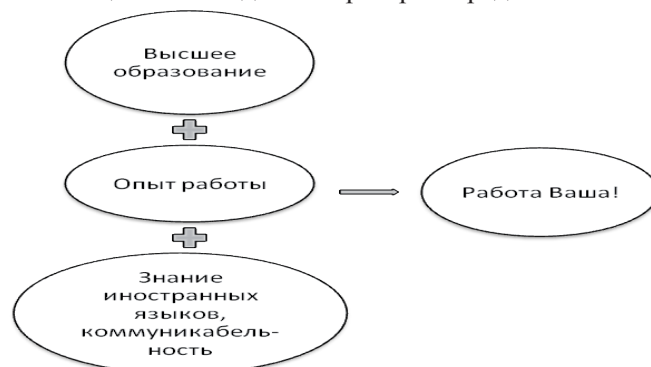 Высшее
образование
Опыт работы
Работа Ваша!
Знание
иностранных
языков,
коммуникабель-
ность